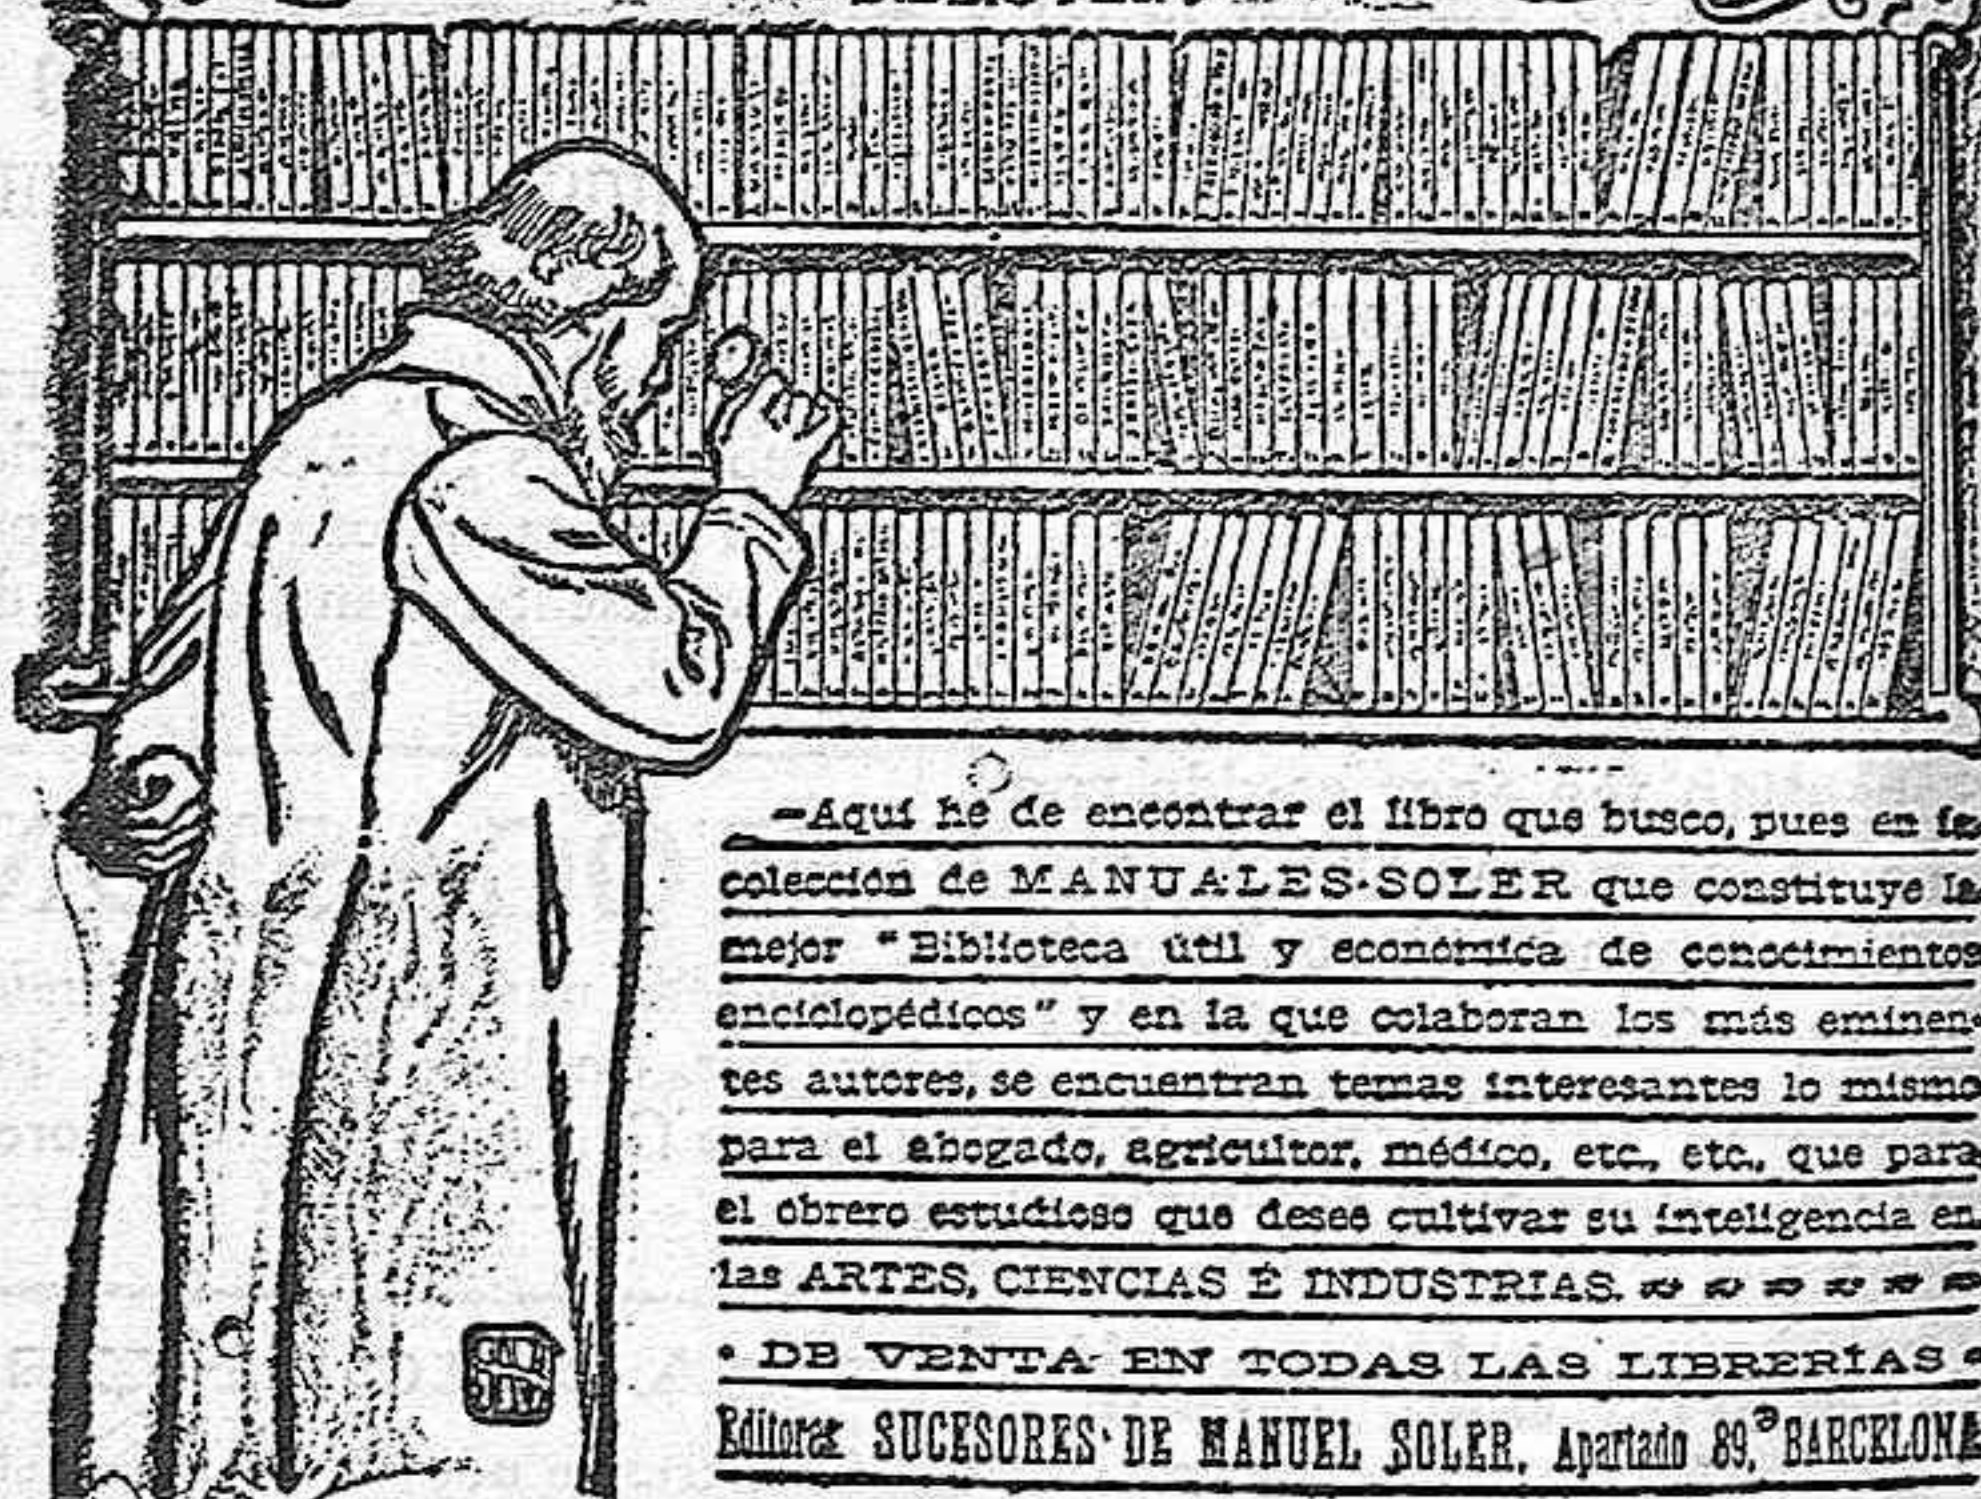 —Aquí he de encontrar el libro que busco, pues en la
colección de MANUALES-SOLER que constituye la
mejor "Biblioteca útil y económica de conocimientos
enciclopédicos" y en la que colaboran los más eminen-
tes autores, se encuentran temas interesantes lo mismo
para el abogado, agricultor, médico, etc., etc., que para
el obrero estudioso que desee cultivar su inteligencia en
las ARTES, CIENCIAS É INDUSTRIAS.
• DE VENTA EN TODAS LAS LIBRERÍAS •
Editores SUCESORES DE MANUEL SOLER, Apartado 89, BARCELONA